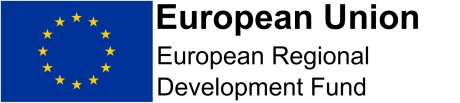 European Union
European Regional
Development Fund